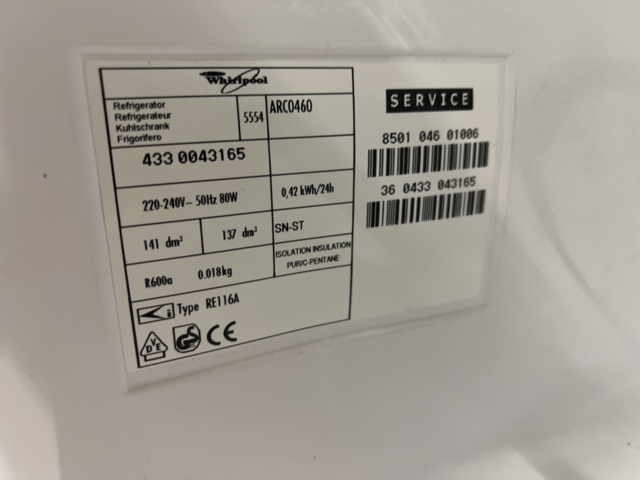 Whirlpool
Refrigerator
Refrigerateur
Kuhlschrank
Frigorifero
5554
ARC0460
433 0043165
220-240V~ 50Hz 80W
0,42 kWh/24h
141 dm³
137 dm³
SN-ST
R600a 0.018kg
ISOLATION INSULATION
PUR/C-PENTANE
i Type RE116A
VDE
GS
CE
SERVICE
8501 046 01006
36 0433 043165